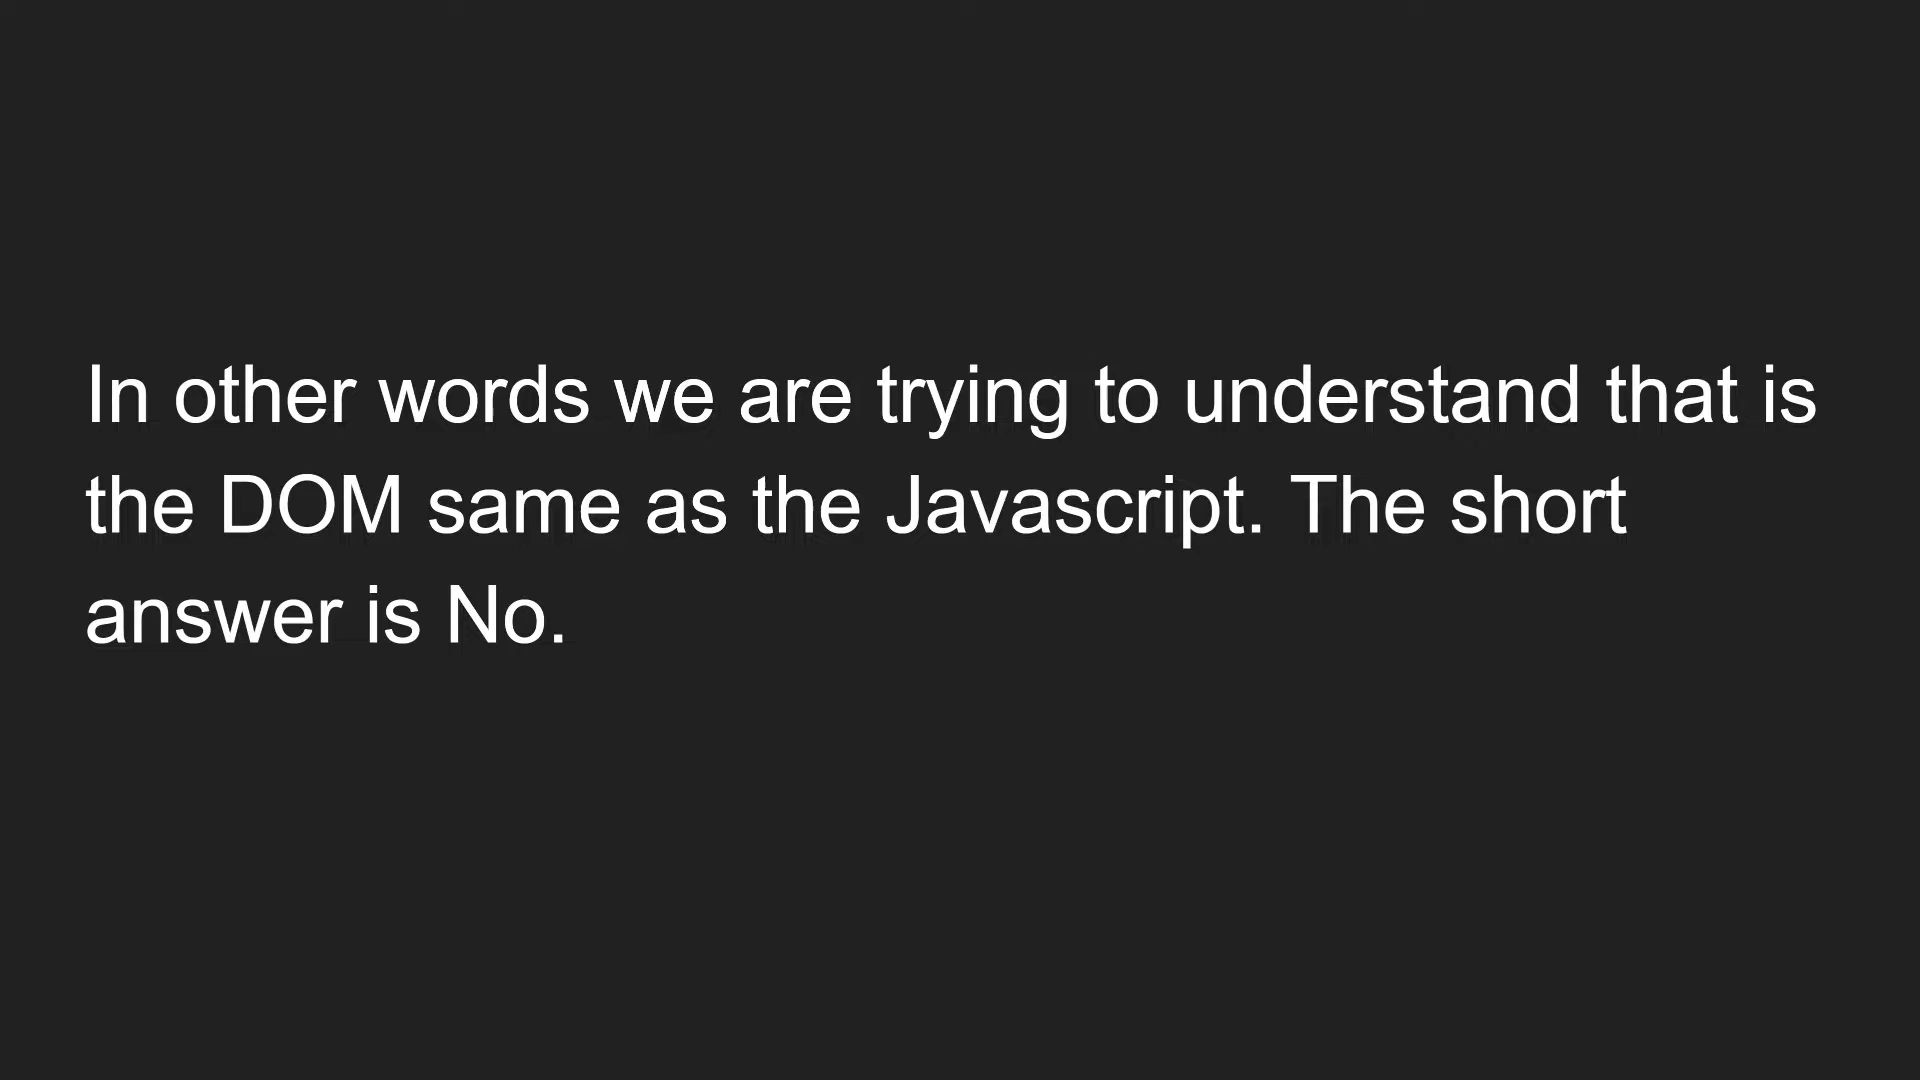 In other words we are trying to understand that is
the DOM same as the Javascript. The short
answer is No.